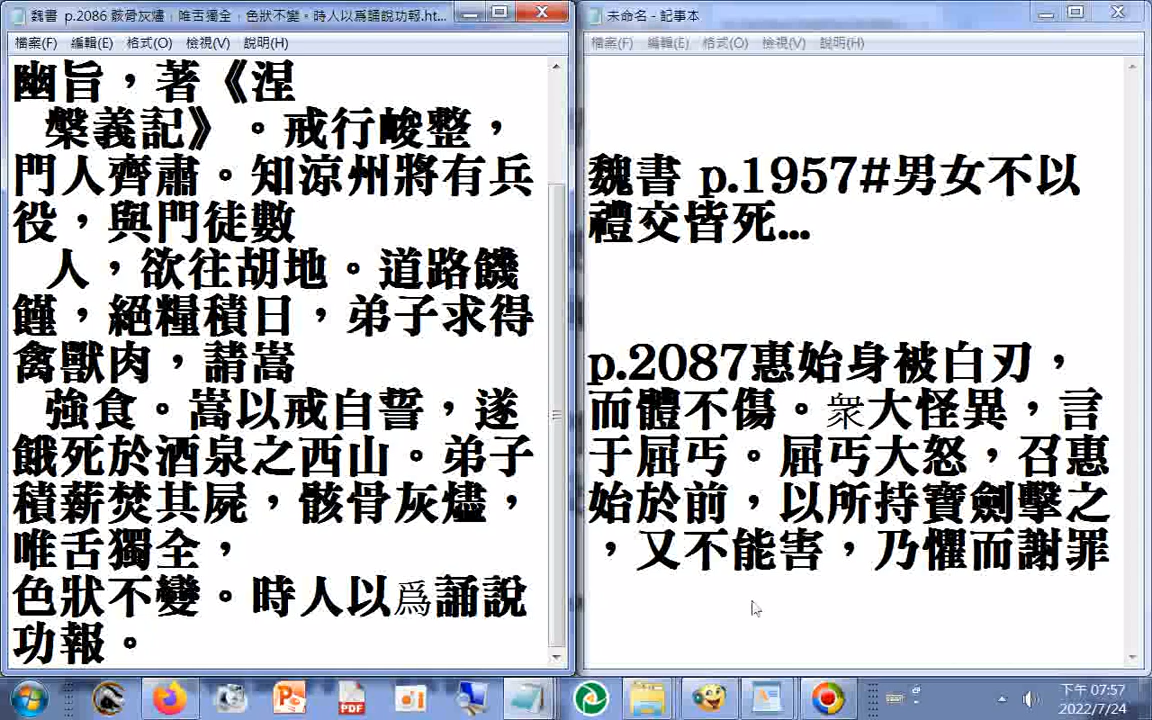 魏書 p.2086 骸骨灰燼﹐唯舌獨全﹐色狀不變。時人以爲誦說功報.ht...
檔案(F) 編輯(E) 格式(O) 檢視(V) 說明(H)
幽旨，著《涅
槃義記》。戒行峻整，
門人齊肅。知涼州將有兵
役，與門徒數
人，欲往胡地。道路饑
饉，絕糧積日，弟子求得
禽獸肉，請嵩
強食。嵩以戒自誓，遂
餓死於酒泉之西山。弟子
積薪焚其屍，骸骨灰燼，
唯舌獨全，
色狀不變。時人以爲誦說
功報。
未命名 - 記事本
檔案(F) 編輯(E) 格式(O) 檢視(V) 說明(H)
魏書 p.1957#男女不以
禮交皆死...
p.2087惠始身被白刃，
而體不傷。衆大怪異，言
于屈丐。屈丐大怒，召惠
始於前，以所持寶劍擊之
，又不能害，乃懼而謝罪
PDF
下午 07:57
2022/7/24